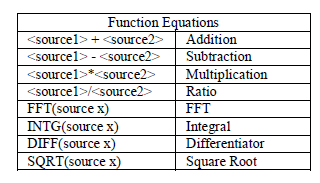 Function Equations
<source1> + <source2> Addition
<source1> - <source2> Subtraction
<source1>*<source2> Multiplication
<source1>/<source2> Ratio
FFT(source x) FFT
INTG(source x) Integral
DIFF(source x) Differentiator
SQRT(source x) Square Root